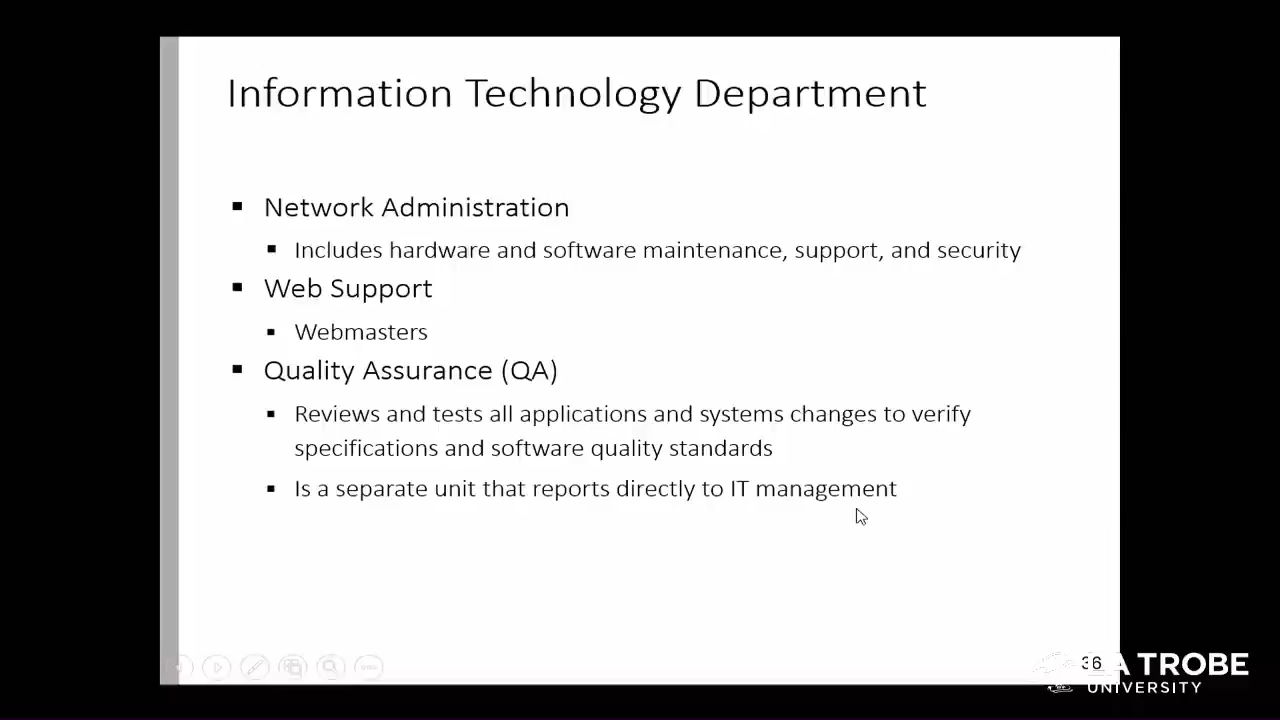 Information Technology Department
▪ Network Administration
▪ Includes hardware and software maintenance, support, and security
▪ Web Support
▪ Webmasters
▪ Quality Assurance (QA)
▪ Reviews and tests all applications and systems changes to verify
specifications and software quality standards
▪ Is a separate unit that reports directly to IT management
36
LA TROBE
UNIVERSITY